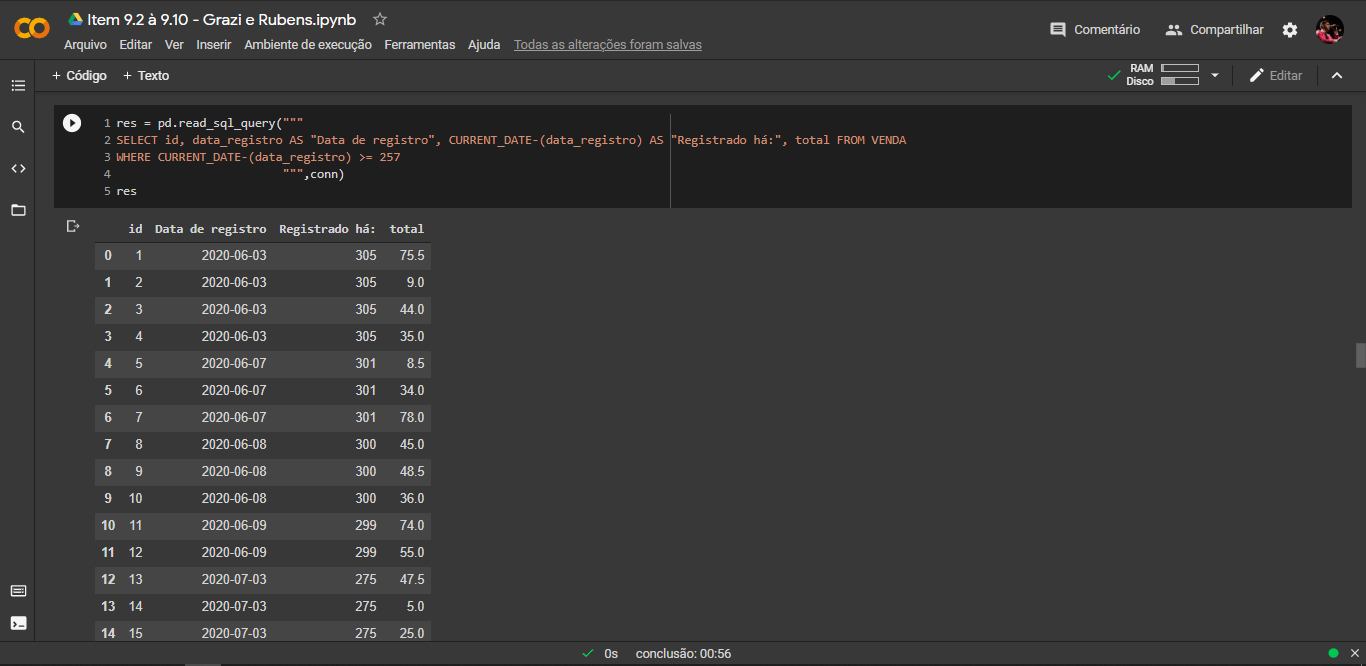 Item 9.2 à 9.10 - Grazi e Rubens.ipynb
Comentário Compartilhar
Arquivo Editar Ver Inserir Ambiente de execução Ferramentas Ajuda Todas as alterações foram salvas
+ Código + Texto
RAM
Disco
Editar
1 res = pd.read_sql_query("""
2 SELECT id, data_registro AS "Data de registro", CURRENT_DATE-(data_registro) AS "Registrado há:", total FROM VENDA
3 WHERE CURRENT_DATE-(data_registro) >= 257
4 """,conn)
5 res
id Data de registro Registrado há: total
0 1 2020-06-03 305 75.5
1 2 2020-06-03 305 9.0
2 3 2020-06-03 305 44.0
3 4 2020-06-03 305 35.0
4 5 2020-06-07 301 8.5
5 6 2020-06-07 301 34.0
6 7 2020-06-07 301 78.0
7 8 2020-06-08 300 45.0
8 9 2020-06-08 300 48.5
9 10 2020-06-08 300 36.0
10 11 2020-06-09 299 74.0
11 12 2020-06-09 299 55.0
12 13 2020-07-03 275 47.5
13 14 2020-07-03 275 5.0
14 15 2020-07-03 275 25.0
0s conclusão: 00:56